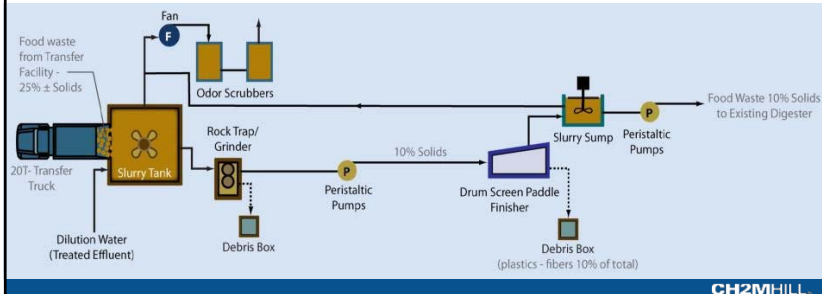 Fan
F
Food waste
from Transfer
Facility -
25% ± Solids
Odor Scrubbers
20T- Transfer
Truck
Slurry Tank
Rock Trap/
Grinder
Dilution Water
(Treated Effluent)
Debris Box
P
Peristaltic
Pumps
10% Solids
Drum Screen Paddle
Finisher
Debris Box
(plastics - fibers 10% of total)
Slurry Sump
P
Peristaltic
Pumps
Food Waste 10% Solids
to Existing Digester
CH2MHILL